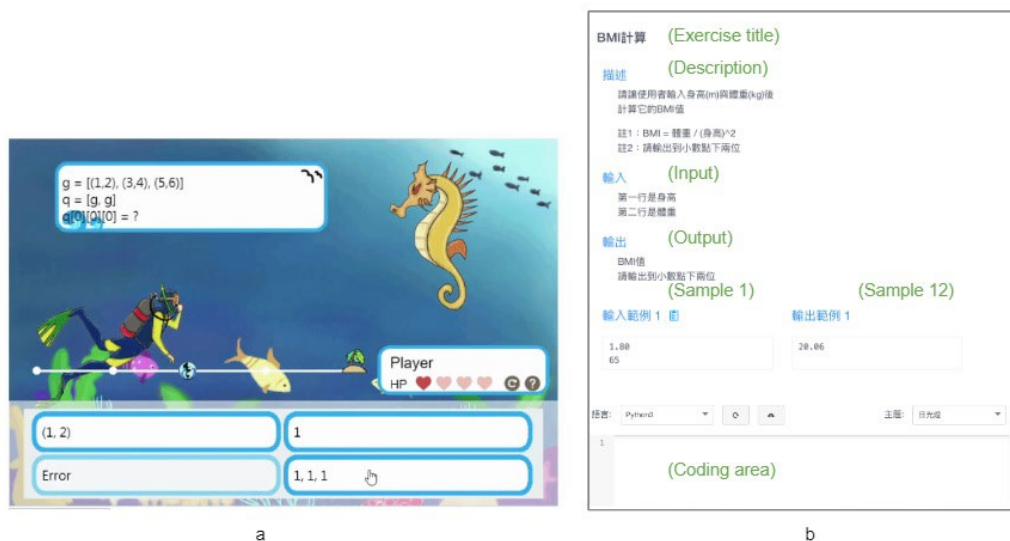 g = [(1,2), (3,4), (5,6)]
q = [g, g]
q[0][0][0] = ?
Player
HP
(1, 2)
1
Error
1, 1, 1
a
BMI計算 (Exercise title)
描述 (Description)
請讓使用者輸入身高(m)與體重(kg)後
計算它的BMI值
註1：BMI = 體重 / (身高)^2
註2：請輸出到小數點下兩位
輸入 (Input)
第一行是身高
第二行是體重
輸出 (Output)
BMI值
請輸出到小數點下兩位
(Sample 1) (Sample 12)
輸入範例 1 輸出範例 1
1.80 20.06
65
語言: Python3 主題: 日光燈
1
(Coding area)
b